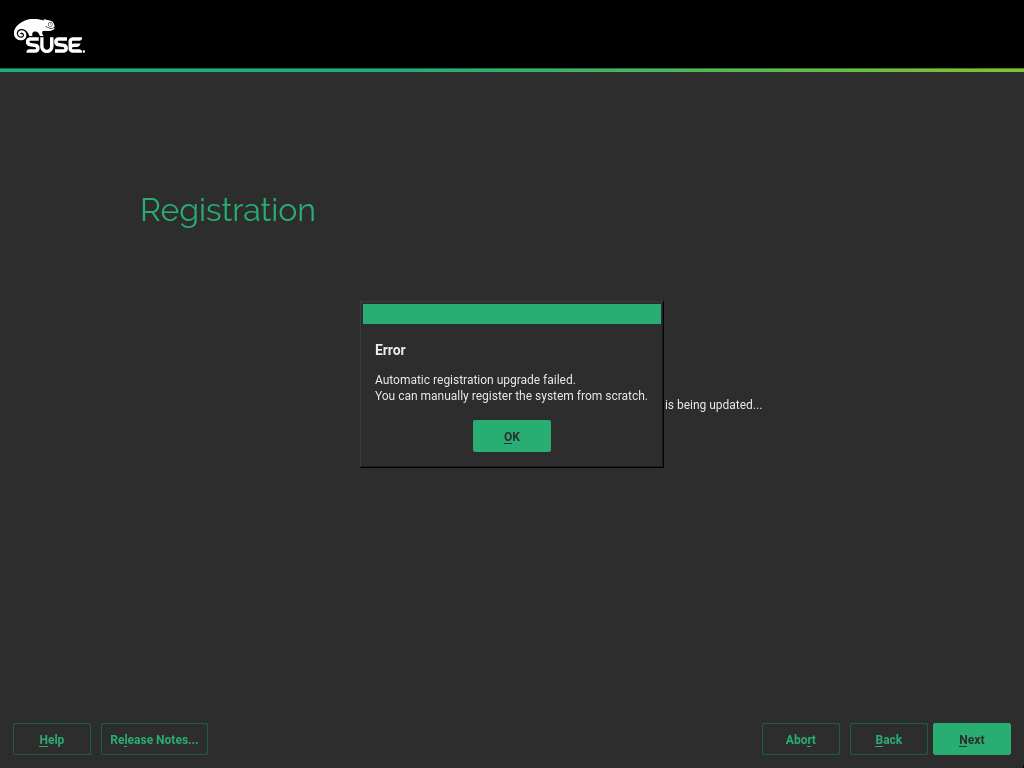 SUSE.
Registration
Error
Automatic registration upgrade failed.
You can manually register the system from scratch.
is being updated...
OK
Help
Release Notes...
Abort
Back
Next